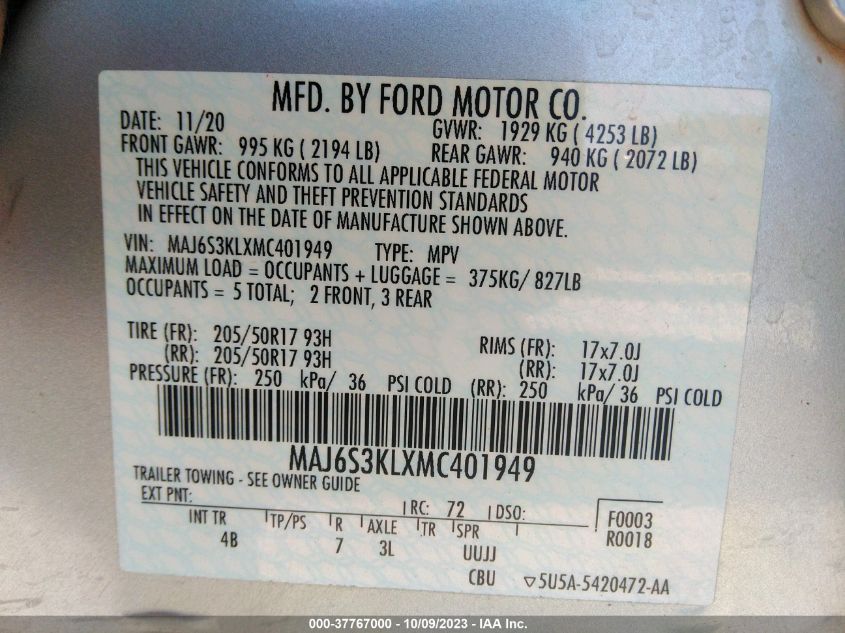 MFD. BY FORD MOTOR CO.
DATE: 11/20 GVWR: 1929 KG ( 4253 LB)
FRONT GAWR: 995 KG ( 2194 LB) REAR GAWR: 940 KG ( 2072 LB)
THIS VEHICLE CONFORMS TO ALL APPLICABLE FEDERAL MOTOR
VEHICLE SAFETY AND THEFT PREVENTION STANDARDS
IN EFFECT ON THE DATE OF MANUFACTURE SHOWN ABOVE.
VIN: MAJ6S3KLXMC401949 TYPE: MPV
MAXIMUM LOAD = OCCUPANTS + LUGGAGE = 375KG/ 827LB
OCCUPANTS = 5 TOTAL; 2 FRONT, 3 REAR
TIRE (FR): 205/50R17 93H RIMS (FR): 17x7.0J
(RR): 205/50R17 93H (RR): 17x7.0J
PRESSURE (FR): 250 kPa/ 36 PSI COLD (RR): 250 kPa/ 36 PSI COLD
MAJ6S3KLXMC401949
TRAILER TOWING - SEE OWNER GUIDE
EXT PNT: RC: 72 DSO: F0003
INT TR TP/PS R AXLE TR SPR R0018
4B 7 3L UUJJ
CBU ▽5U5A-5420472-AA
000-37767000 - 10/09/2023 - IAA Inc.